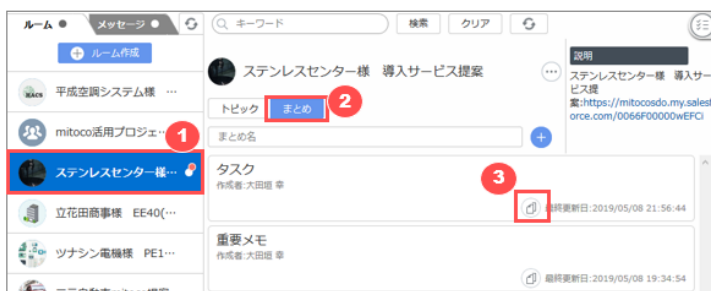 ルーム
メッセージ
キーワード
検索
クリア
ルーム作成
平成空調システム様 …
mitoco活用プロジェ…
1
ステンレスセンター様…
立花田商事様 EE40(…
ツナシン電機様 PE1…
ステンレスセンター様 導入サービス提案
トピック
まとめ
2
まとめ名
タスク
作成者:大田垣 幸
3
最終更新日:2019/05/08 21:56:44
重要メモ
作成者:大田垣 幸
最終更新日:2019/05/08 19:34:54
説明
ステンレスセンター様 導入サー
ビス提
案:https://mitocosdo.my.salesf
orce.com/0066F00000wEFCi